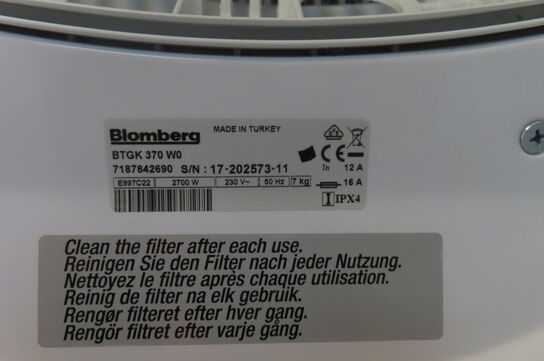 Blomberg MADE IN TURKEY
BTGK 370 W0
7187842690 S/N : 17-202573-11
In 12 A
E997C22 2700 W 230 V~ 50 Hz 7 kg 16 A
IPX4
Clean the filter after each use.
Reinigen Sie den Filter nach jeder Nutzung.
Nettoyez le filtre après chaque utilisation.
Reinig de filter na elk gebruik.
Rengør filteret efter hver gang.
Rengör filtret efter varje gång.